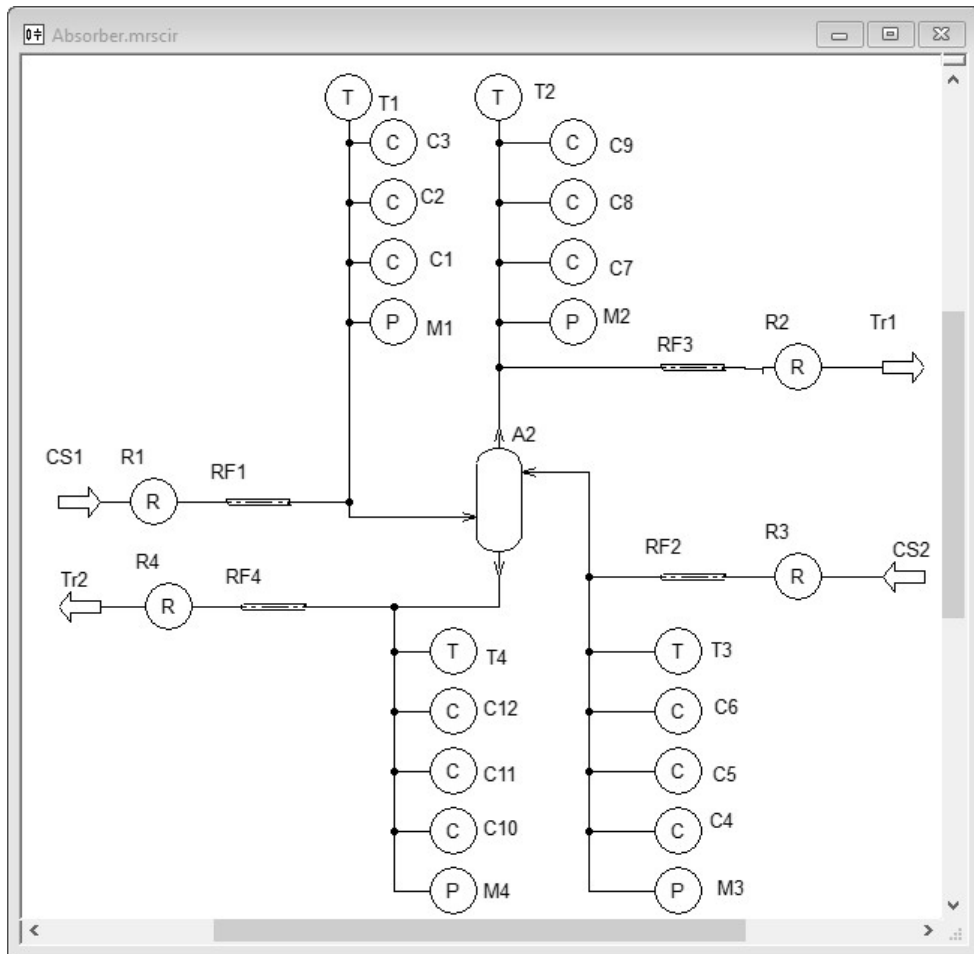 Absorber.mrscir
T T1 T T2
C C3 C C9
C C2 C C8
C C1 C C7
P M1 P M2
RF3 R2 R Tr1
A2
CS1 R1 R RF1
RF2 R3 R CS2
Tr2 R4 R RF4
T T4 T T3
C C12 C C6
C C11 C C5
C C10 C C4
P M4 P M3